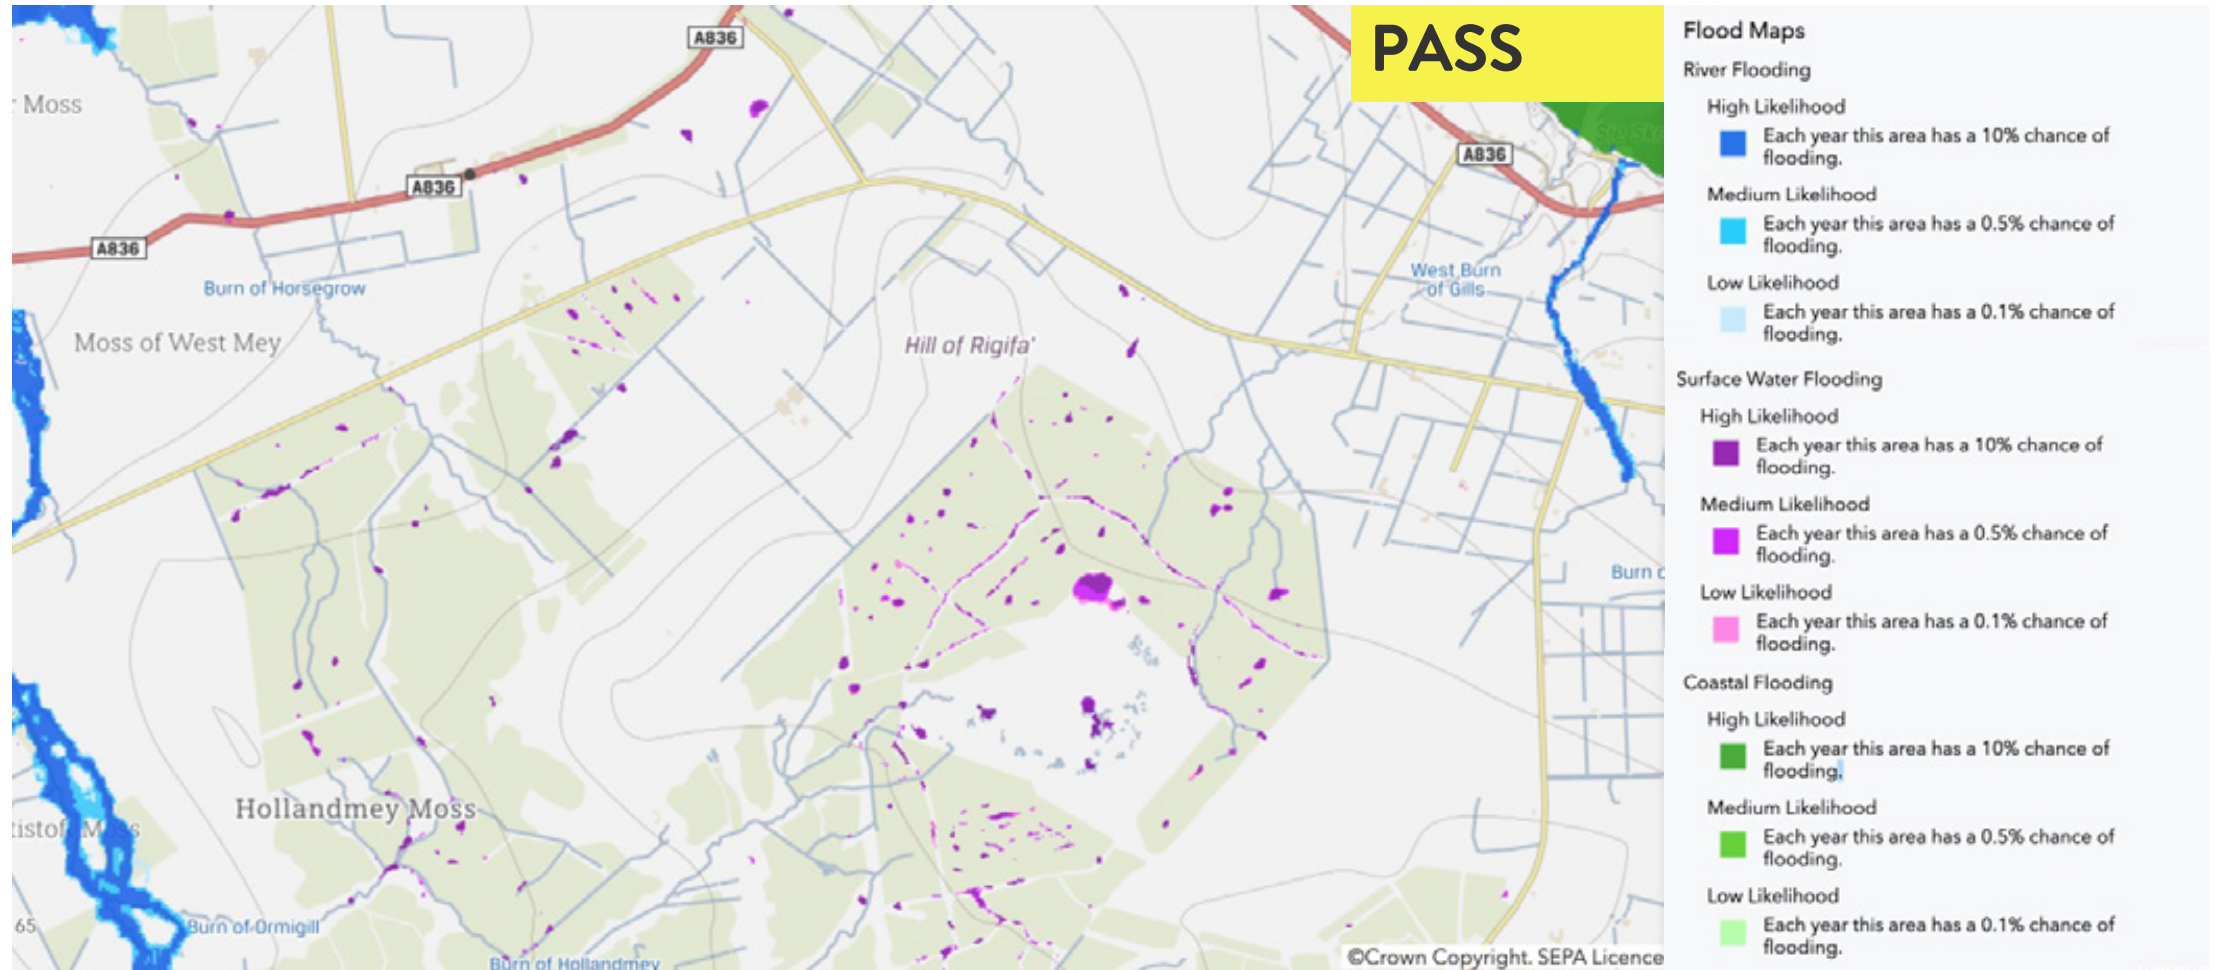 A836
PASS
: Moss
A836
A836
A836
Burn of Horsegrow
West Burn
of Gills
Moss of West Mey
Hill of Rigifa'
Burn
Hollandmey Moss
65
Burn of Ormigill
Burn of Hollandmey
©Crown Copyright. SEPA Licence
Flood Maps
River Flooding
High Likelihood
Each year this area has a 10% chance of
flooding.
Medium Likelihood
Each year this area has a 0.5% chance of
flooding.
Low Likelihood
Each year this area has a 0.1% chance of
flooding.
Surface Water Flooding
High Likelihood
Each year this area has a 10% chance of
flooding.
Medium Likelihood
Each year this area has a 0.5% chance of
flooding.
Low Likelihood
Each year this area has a 0.1% chance of
flooding.
Coastal Flooding
High Likelihood
Each year this area has a 10% chance of
flooding.
Medium Likelihood
Each year this area has a 0.5% chance of
flooding.
Low Likelihood
Each year this area has a 0.1% chance of
flooding.